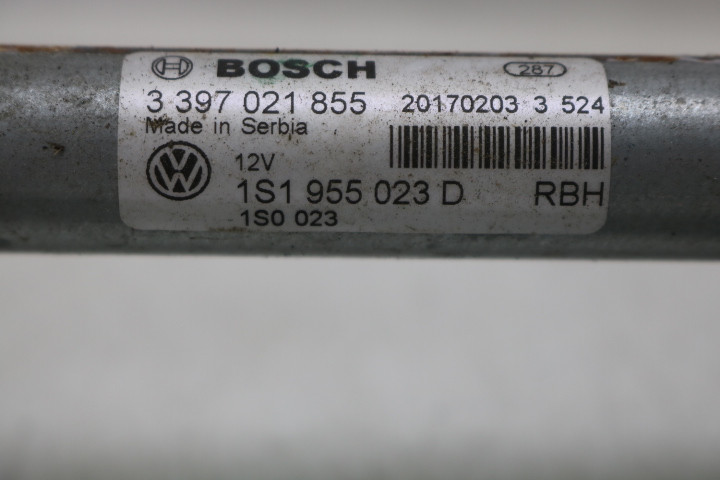 BOSCH 287
3 397 021 855 20170203 3 524
Made in Serbia
VW 12V
1S1 955 023 D RBH
1S0 023